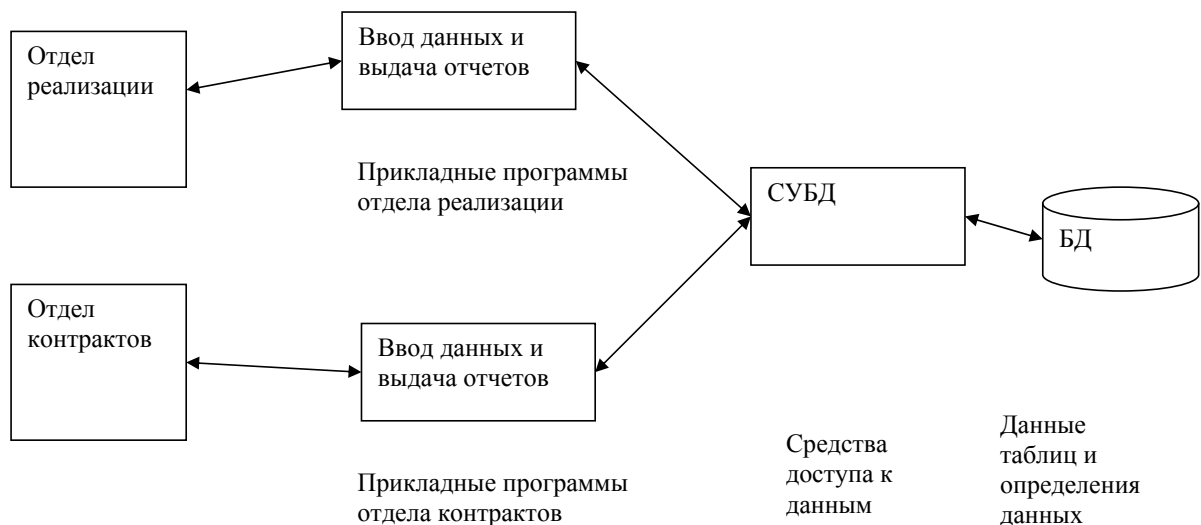 Отдел
реализации
Ввод данных и
выдача отчетов
Прикладные программы
отдела реализации
СУБД
БД
Отдел
контрактов
Ввод данных и
выдача отчетов
Прикладные программы
отдела контрактов
Средства
доступа к
данным
Данные
таблиц и
определения
данных